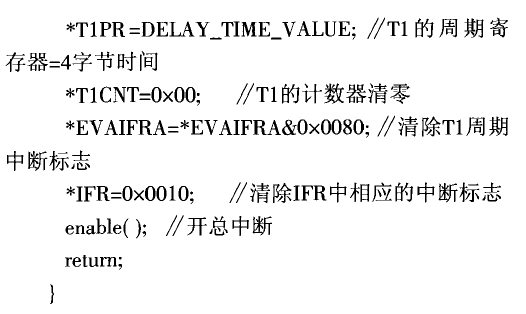 *T1PR=DELAY_TIME_VALUE; //T1的周期寄
存器=4字节时间
*T1CNT=0×00; //T1的计数器清零
*EVAIFRA=*EVAIFRA&0×0080; //清除T1周期
中断标志
*IFR=0×0010; //清除IFR中相应的中断标志
enable( ); //开总中断
return;
}